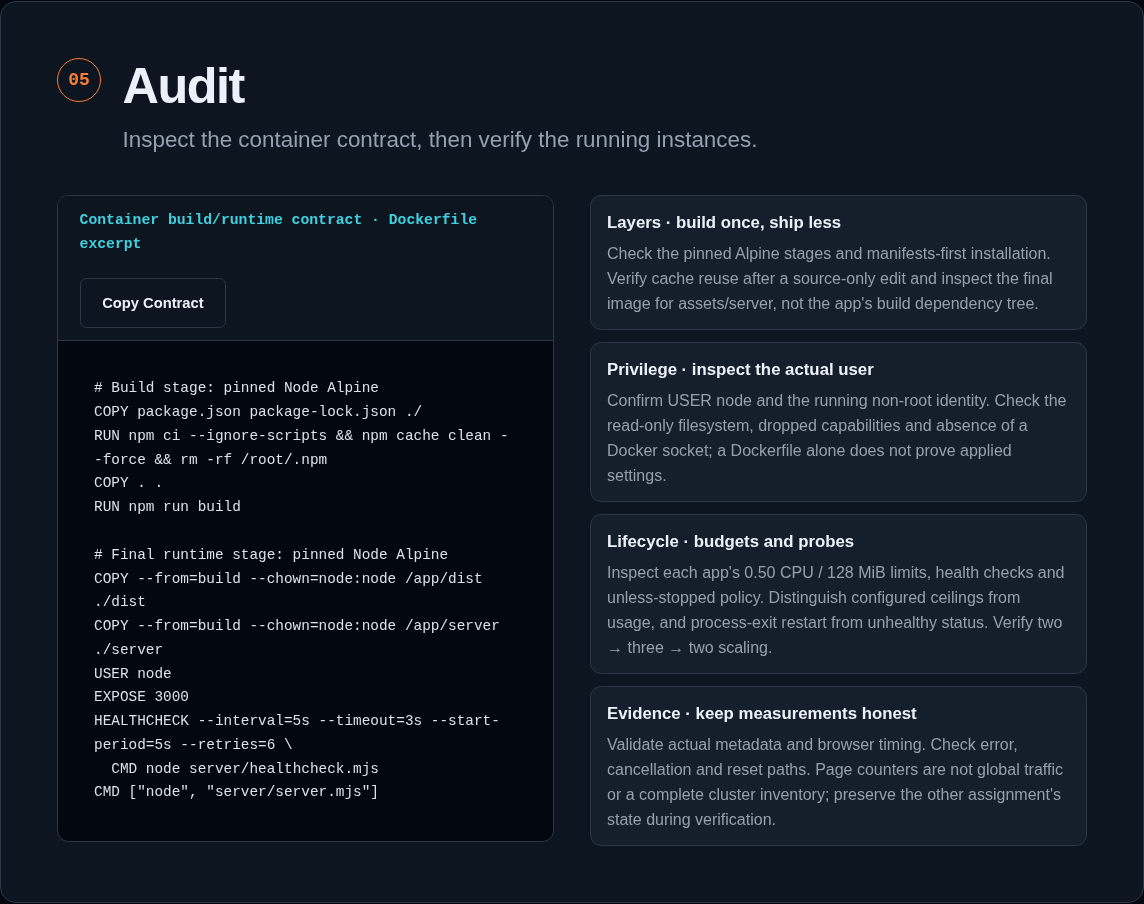 05
Audit
Inspect the container contract, then verify the running instances.
Container build/runtime contract · Dockerfile
excerpt
Copy Contract
# Build stage: pinned Node Alpine
COPY package.json package-lock.json ./
RUN npm ci --ignore-scripts && npm cache clean -
-force && rm -rf /root/.npm
COPY . .
RUN npm run build

# Final runtime stage: pinned Node Alpine
COPY --from=build --chown=node:node /app/dist
./dist
COPY --from=build --chown=node:node /app/server
./server
USER node
EXPOSE 3000
HEALTHCHECK --interval=5s --timeout=3s --start-
period=5s --retries=6 \
  CMD node server/healthcheck.mjs
CMD ["node", "server/server.mjs"]
Layers · build once, ship less
Check the pinned Alpine stages and manifests-first installation.
Verify cache reuse after a source-only edit and inspect the final
image for assets/server, not the app's build dependency tree.
Privilege · inspect the actual user
Confirm USER node and the running non-root identity. Check the
read-only filesystem, dropped capabilities and absence of a
Docker socket; a Dockerfile alone does not prove applied
settings.
Lifecycle · budgets and probes
Inspect each app's 0.50 CPU / 128 MiB limits, health checks and
unless-stopped policy. Distinguish configured ceilings from
usage, and process-exit restart from unhealthy status. Verify two
→ three → two scaling.
Evidence · keep measurements honest
Validate actual metadata and browser timing. Check error,
cancellation and reset paths. Page counters are not global traffic
or a complete cluster inventory; preserve the other assignment's
state during verification.